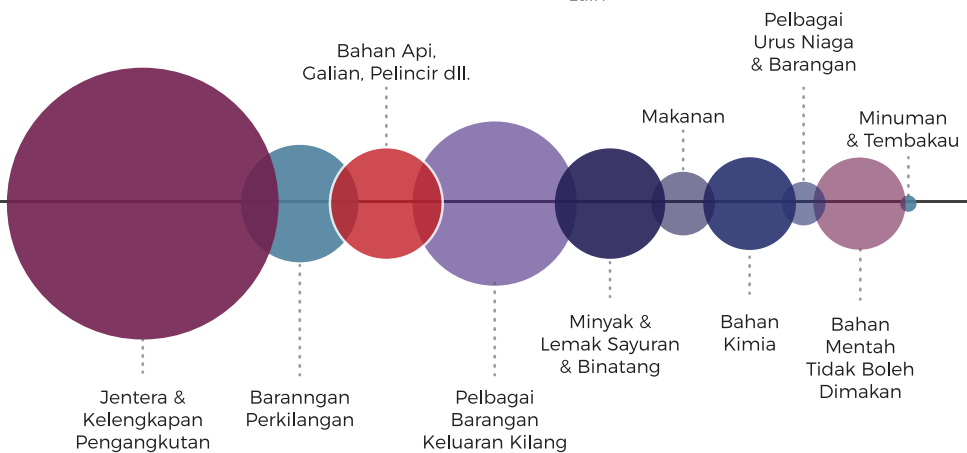 Bahan Api,
Galian, Pelincir dll.
Makanan
Pelbagai
Urus Niaga
& Barangan
Minuman
& Tembakau
Jentera &
Kelengkapan
Pengangkutan
Baranngan
Perkilangan
Pelbagai
Barangan
Keluaran Kilang
Minyak &
Lemak Sayuran
& Binatang
Bahan
Kimia
Bahan
Mentah
Tidak Boleh
Dimakan